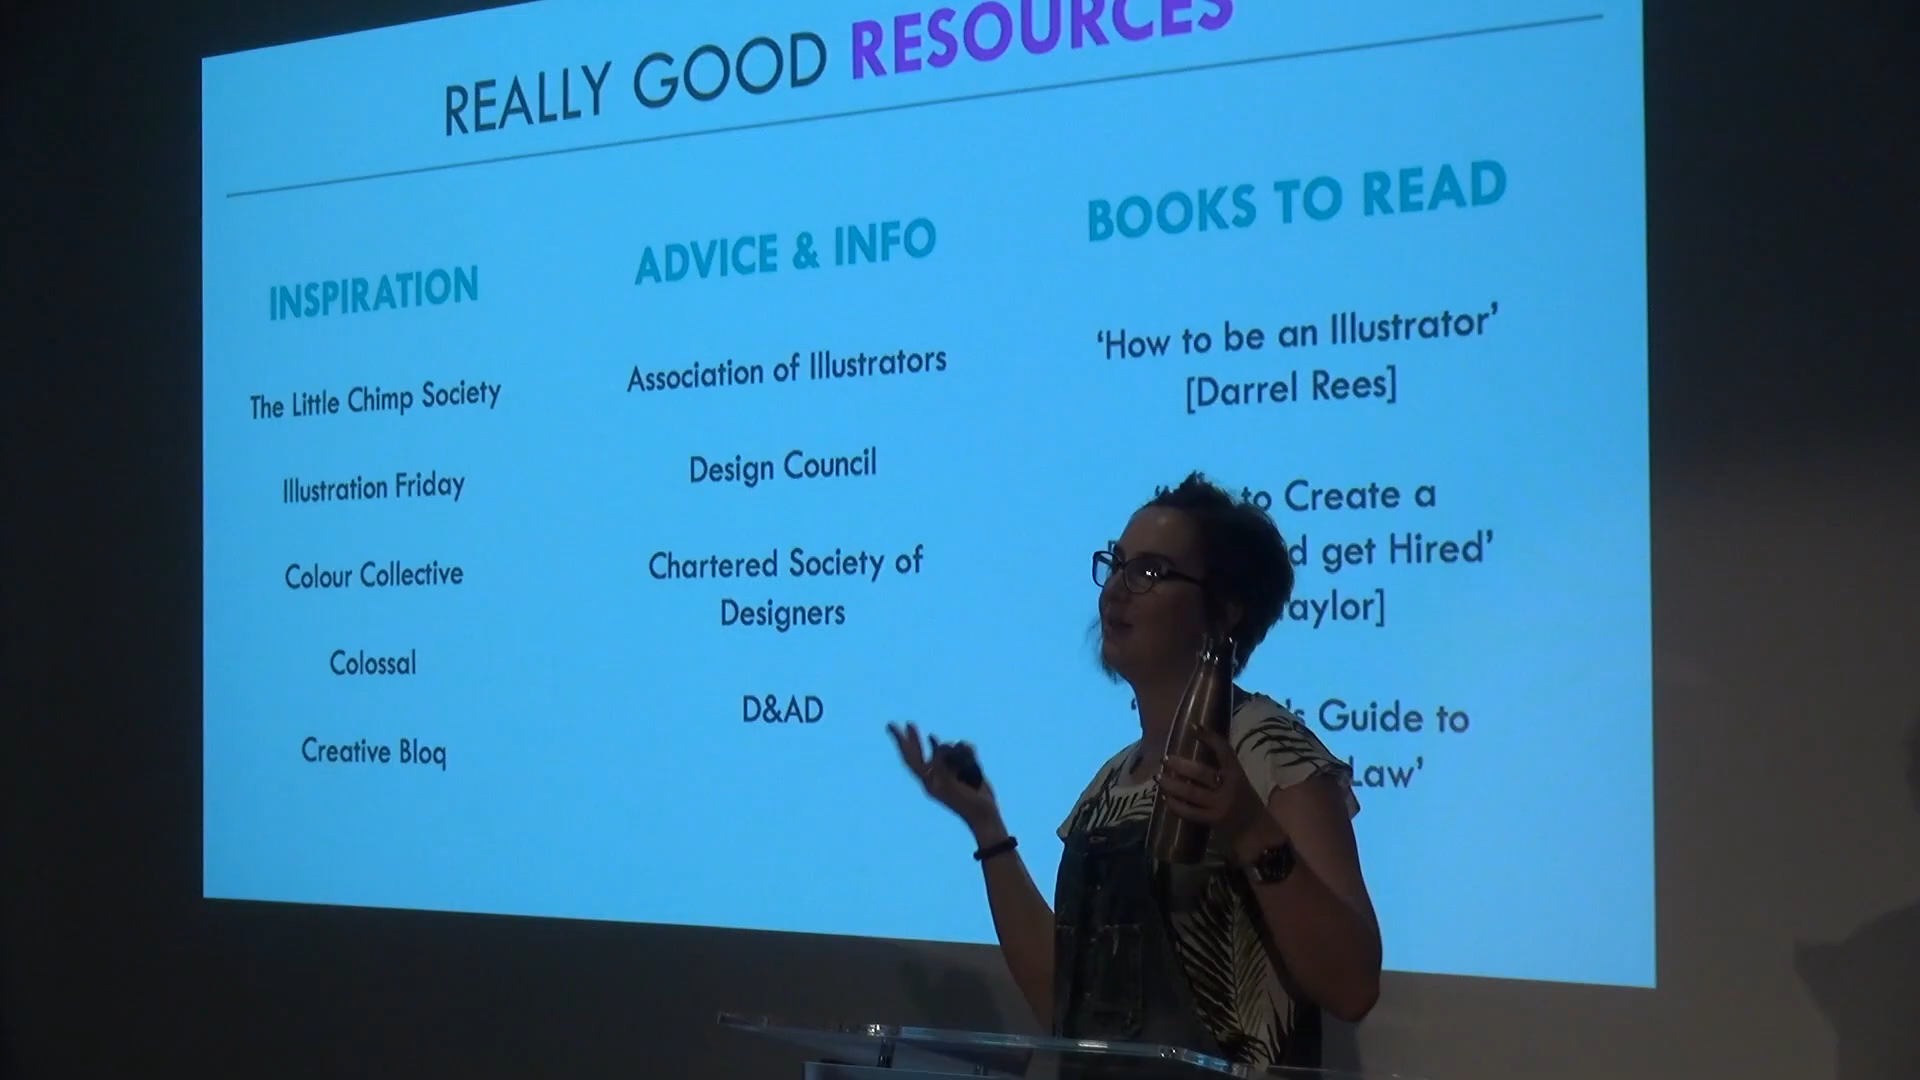 REALLY GOOD RESOURCES
INSPIRATION
The Little Chimp Society
Illustration Friday
Colour Collective
Colossal
Creative Bloq
ADVICE & INFO
Association of Illustrators
Design Council
Chartered Society of
Designers
D&AD
BOOKS TO READ
‘How to be an Illustrator’
[Darrel Rees]
to Create a
get Hired’
Guide to
Law’